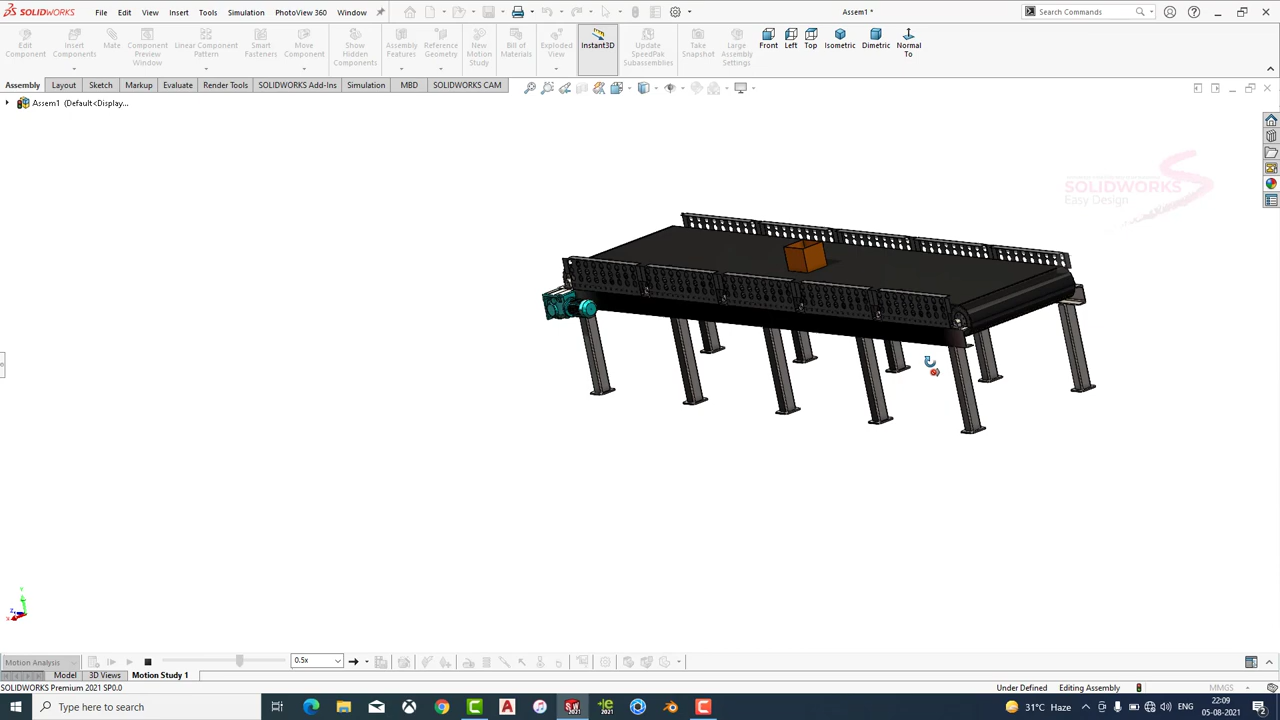 SOLIDWORKS File Edit View Insert Tools Simulation PhotoView 360 Window Assem1 * Search Commands
Edit Component
Insert Components
Mate
Component Preview Window
Linear Component Pattern
Smart Fasteners
Move Component
Show Hidden Components
Assembly Features
Reference Geometry
New Motion Study
Bill of Materials
Exploded View
Instant3D
Update SpeedPak Subassemblies
Take Snapshot
Large Assembly Settings
Front
Left
Top
Isometric
Dimetric
Normal To
Assembly Layout Sketch Markup Evaluate Render Tools SOLIDWORKS Add-Ins Simulation MBD SOLIDWORKS CAM
Assem1 (Default<Display...
SOLIDWORKS
Easy Design
Y
Z
X
Motion Analysis 0.5x
Model 3D Views Motion Study 1
SOLIDWORKS Premium 2021 SP0.0 Under Defined Editing Assembly MMGS
Type here to search 31°C Haze 22:09
05-08-2021